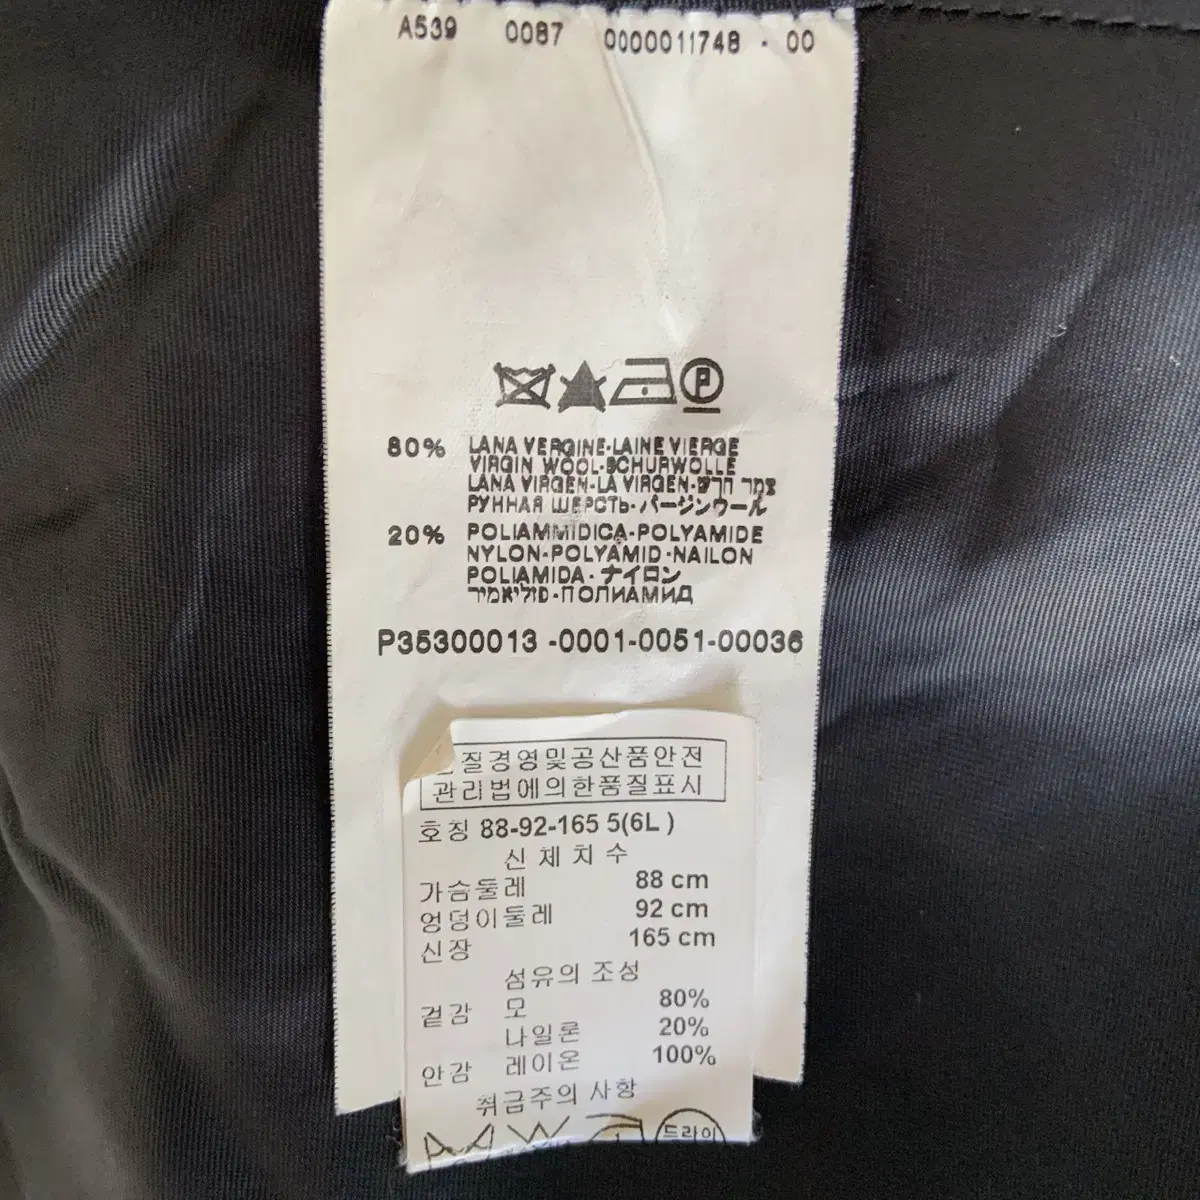 A539 0087 0000011748 · 00
80% LANA VERGINE·LAINE VIERGE
VIRGIN WOOL·SCHURWOLLE
LANA VIRGEN·LA VIRGEN·צמר חדש
РУННАЯ ШЕРСТЬ·バージンウール
20% POLIAMMIDICA·POLYAMIDE
NYLON·POLYAMID·NAILON
POLIAMIDA·ナイロン
פוליאמיד·ПОЛИАМИД
P35300013 -0001-0051-00036
질경영및공산품안전
관리법에의한품질표시
호칭 88-92-165 5(6L )
신체치수
가슴둘레 88 cm
엉덩이둘레 92 cm
신장 165 cm
섬유의 조성
겉감 모 80%
나일론 20%
안감 레이온 100%
취급주의 사항
드라이